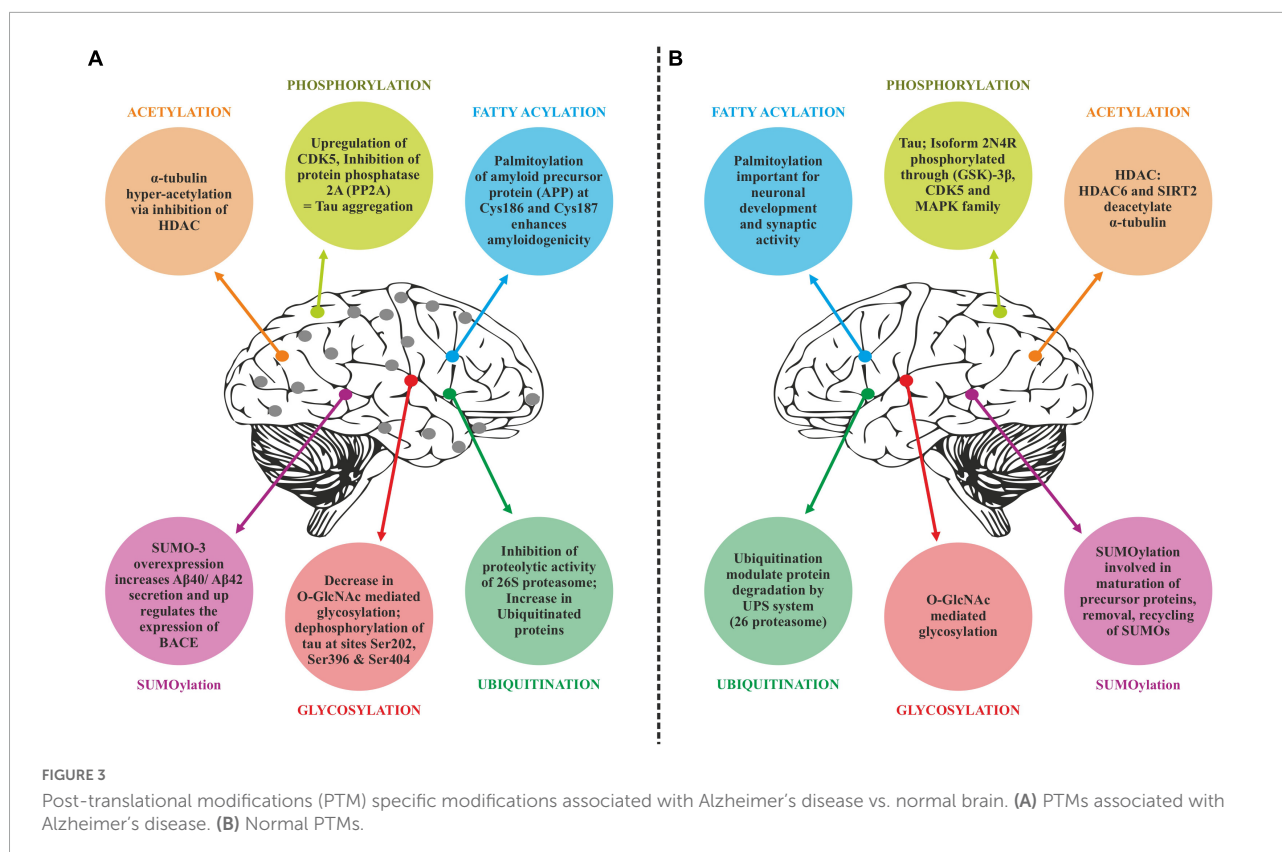 A
PHOSPHORYLATION
ACETYLATION
FATTY ACYLATION
α-tubulin
hyper-acetylation
via inhibition of
HDAC
Upregulation of
CDK5, Inhibition of
protein phosphatase
2A (PP2A)
= Tau aggregation
Palmitoylation
of amyloid precursor
protein (APP) at
Cys186 and Cys187
enhances
amyloidogenicity
SUMO-3
overexpression
increases Aβ40/ Aβ42
secretion and up
regulates the
expression of
BACE
SUMOylation
Decrease in
O-GlcNAc mediated
glycosylation;
dephosphorylation of
tau at sites Ser202,
Ser396 & Ser404
GLYCOSYLATION
Inhibition of
proteolytic activity
of 26S proteasome;
Increase in
Ubiquitinated
proteins
UBIQUITINATION
B
PHOSPHORYLATION
FATTY ACYLATION
ACETYLATION
Palmitoylation
important for
neuronal
development
and synaptic
activity
Tau; Isoform 2N4R
phosphorylated
through (GSK)-3β,
CDK5 and
MAPK family
HDAC:
HDAC6 and SIRT2
deacetylate
α-tubulin
Ubiquitination
modulate protein
degradation by
UPS system
(26 proteasome)
UBIQUITINATION
O-GlcNAc
mediated
glycosylation
GLYCOSYLATION
SUMOylation
involved in
maturation of
precursor proteins,
removal, recycling
of SUMOs
SUMOylation
FIGURE 3
Post-translational modifications (PTM) specific modifications associated with Alzheimer's disease vs. normal brain. (A) PTMs associated with
Alzheimer's disease. (B) Normal PTMs.